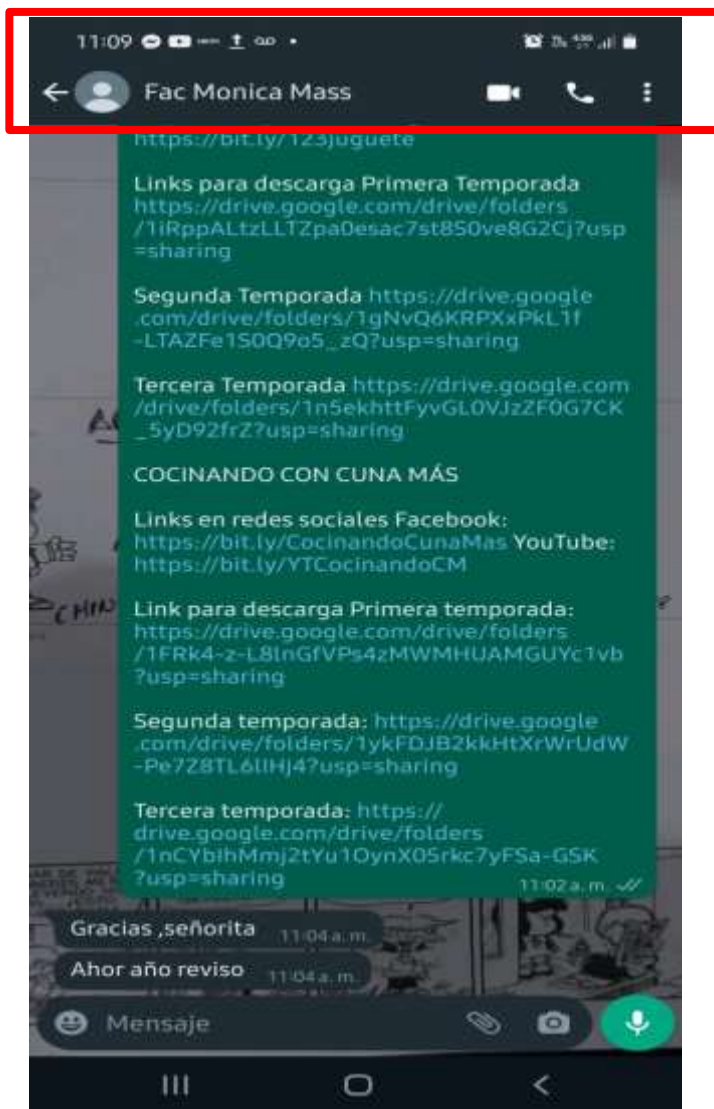 11:09
Fac Monica Mass
https://bit.ly/123juguete
Links para descarga Primera Temporada
https://drive.google.com/drive/folders
/1iRppALtzLLTZpa0esac7st8S0ve8G2Cj?usp
=sharing
Segunda Temporada https://drive.google
.com/drive/folders/1gNvQ6KRPXxPkL1f
-LTAZFe1S0Q9o5_zQ?usp=sharing
Tercera Temporada https://drive.google.com
/drive/folders/1n5ekhttFyvGL0VJzZF0G7CK
_5yD92frZ?usp=sharing
COCINANDO CON CUNA MÁS
Links en redes sociales Facebook:
https://bit.ly/CocinandoCunaMas YouTube:
https://bit.ly/YTCocinandoCM
Link para descarga Primera temporada:
https://drive.google.com/drive/folders
/1FRk4-z-L8lnGfVPs4zMWMHUAMGUYc1vb
?usp=sharing
Segunda temporada: https://drive.google
.com/drive/folders/1ykFDJB2kkHtXrWrUdW
-Pe7Z8TL6lIHj4?usp=sharing
Tercera temporada: https://
drive.google.com/drive/folders
/1nCYbihMmj2tYu1OynX05rkc7yFSa-GSK
?usp=sharing
11:02 a. m.
Gracias ,señorita 11:04 a. m.
Ahor año reviso 11:04 a. m.
Mensaje